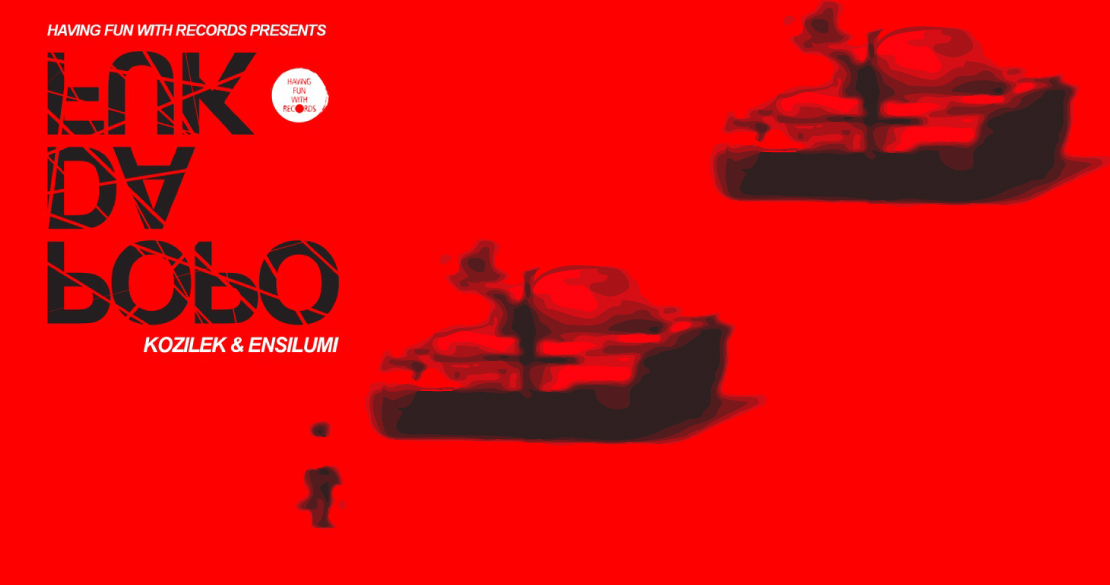 HAVING FUN WITH RECORDS PRESENTS
FUK
HAVING
FUN
WITH
RECORDS
DA
POPO
KOZILEK & ENSILUMI